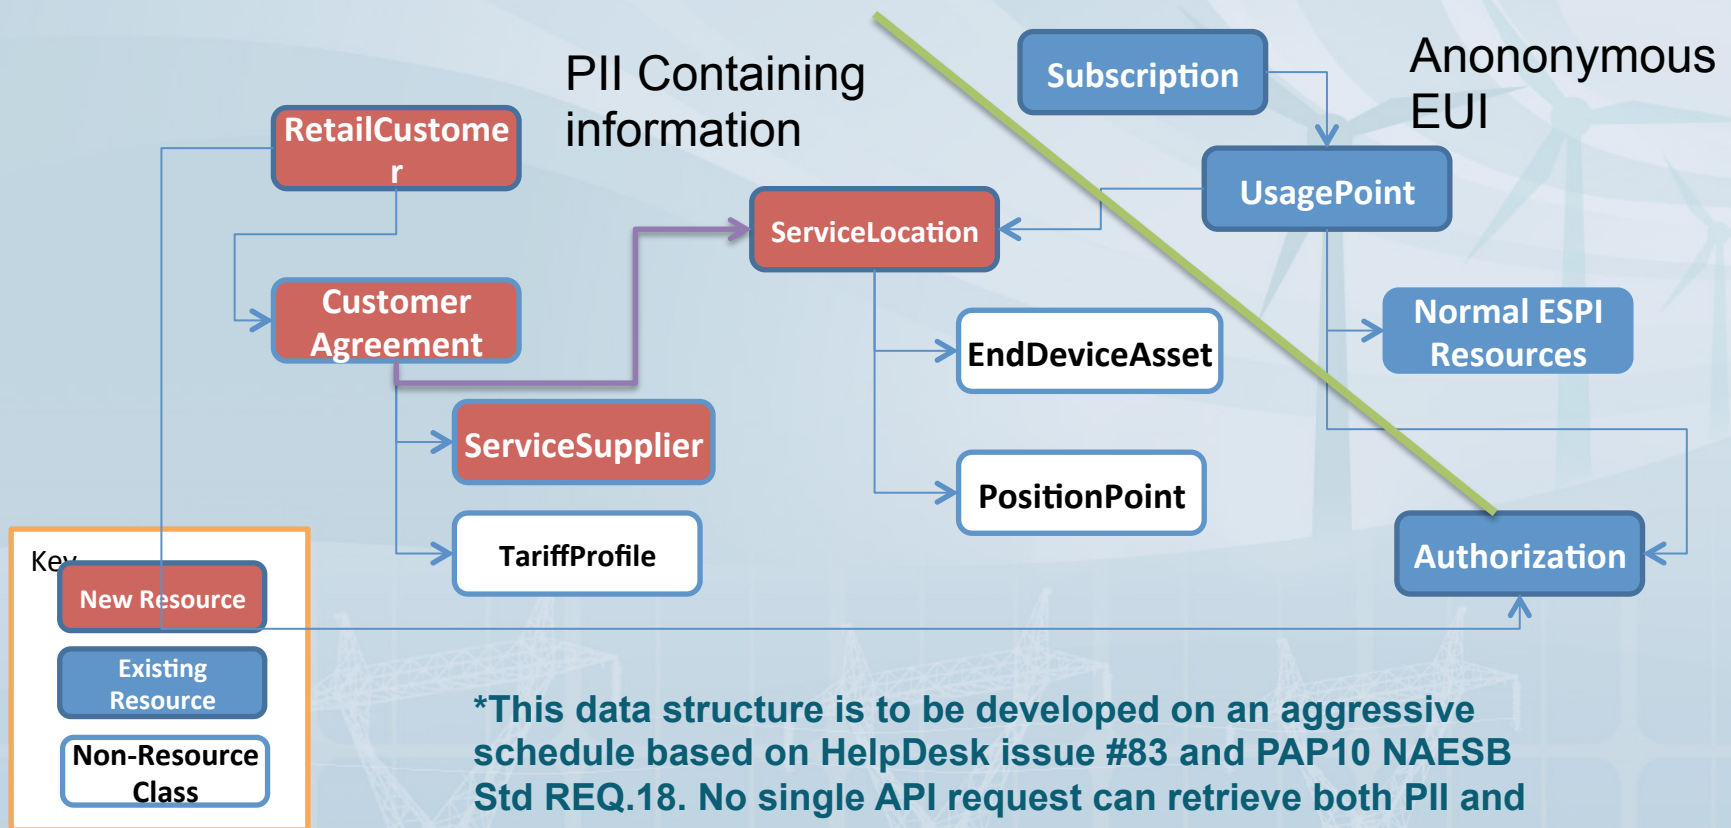 PII Containing
information
Anononymous
EUI
Subscription
RetailCustome
r
UsagePoint
ServiceLocation
Customer
Agreement
Normal ESPI
Resources
EndDeviceAsset
ServiceSupplier
PositionPoint
TariffProfile
Authorization
Key
New Resource
Existing
Resource
Non-Resource
Class
*This data structure is to be developed on an aggressive
schedule based on HelpDesk issue #83 and PAP10 NAESB
Std REQ.18. No single API request can retrieve both PII and